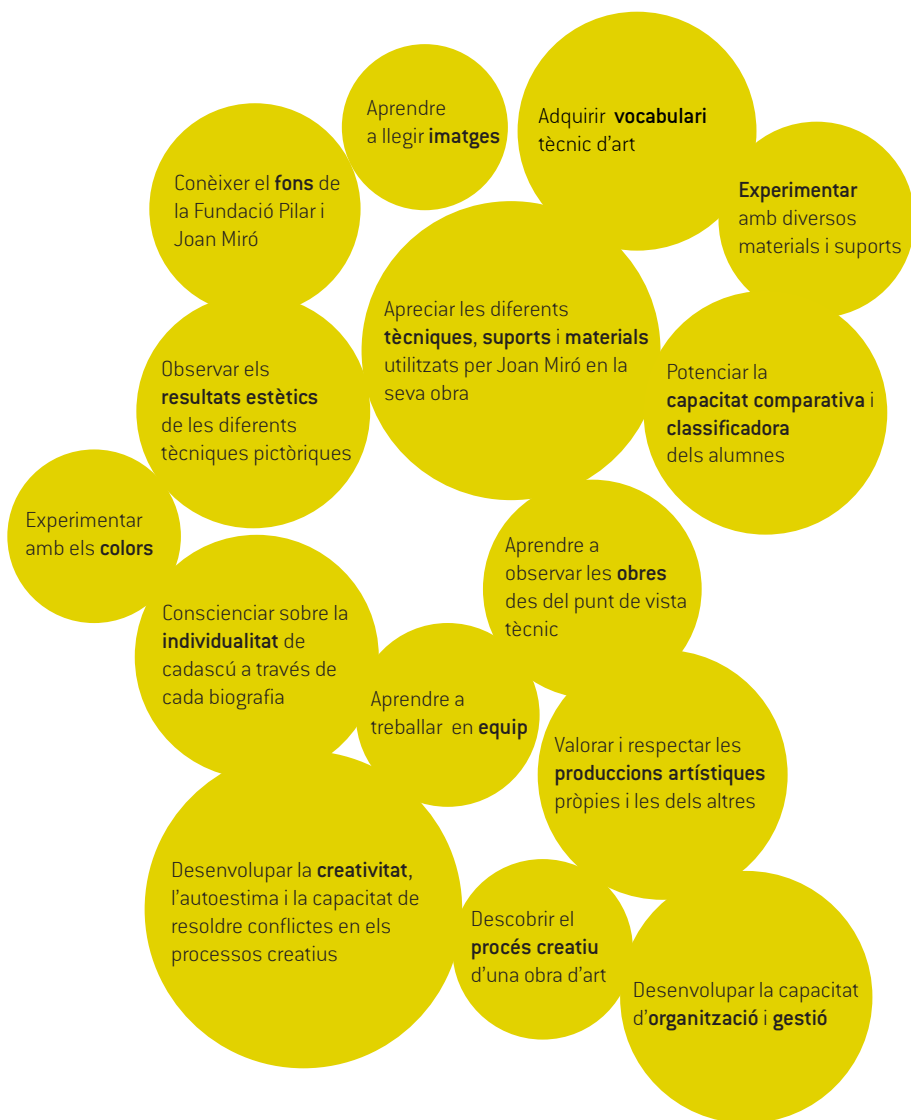 Aprendre
a llegir imatges
Adquirir vocabulari
tècnic d'art
Conèixer el fons de
la Fundació Pilar i
Joan Miró
Experimentar
amb diversos
materials i suports
Apreciar les diferents
tècniques, suports i materials
utilitzats per Joan Miró en la
seva obra
Observar els
resultats estètics
de les diferents
tècniques pictòriques
Potenciar la
capacitat comparativa i
classificadora
dels alumnes
Experimentar
amb els colors
Aprendre a
observar les obres
des del punt de vista
tècnic
Conscienciar sobre la
individualitat de
cadascú a través de
cada biografia
Aprendre a
treballar en equip
Valorar i respectar les
produccions artístiques
pròpies i les dels altres
Desenvolupar la creativitat,
l'autoestima i la capacitat de
resoldre conflictes en els
processos creatius
Descobrir el
procés creatiu
d'una obra d'art
Desenvolupar la capacitat
d'organització i gestió